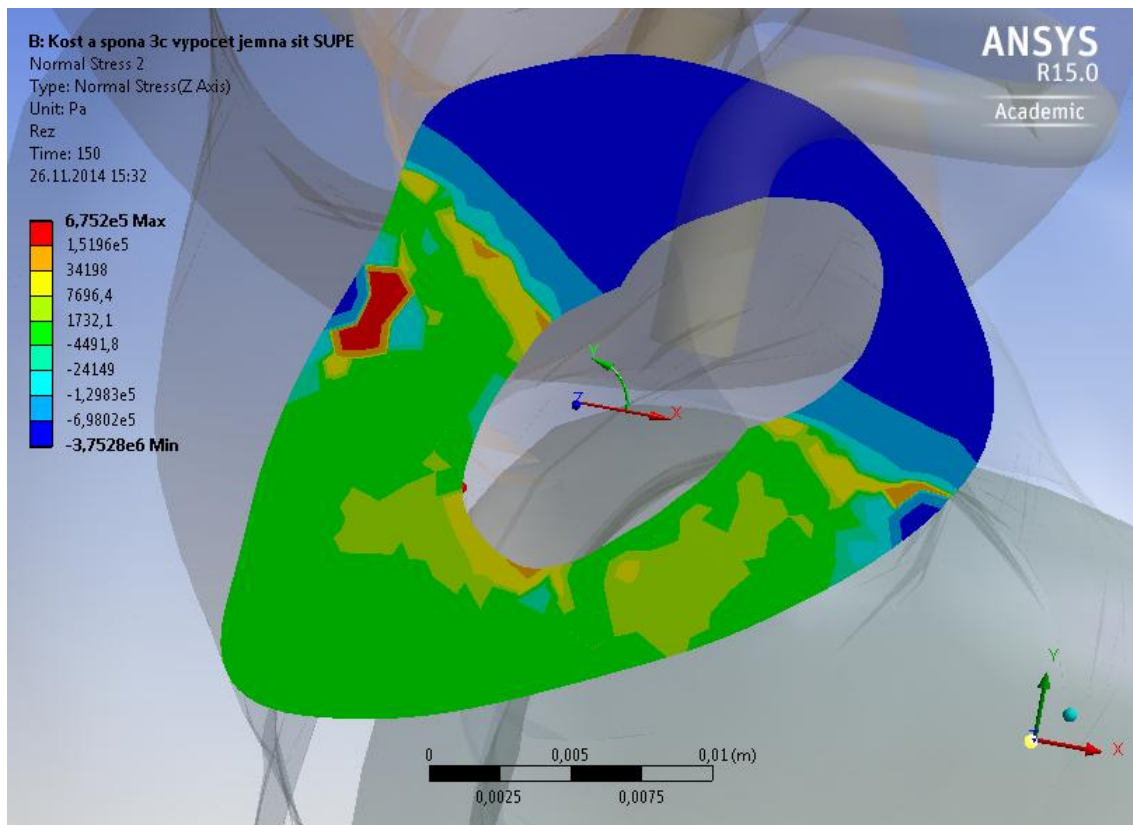 B: Kost a spona 3c vypocet jemna sit SUPE
Normal Stress 2
Type: Normal Stress(Z Axis)
Unit: Pa
Rez
Time: 150
26.11.2014 15:32
6,752e5 Max
1,5196e5
34198
7696,4
1732,1
-4491,8
-24149
-1,2983e5
-6,9802e5
-3,7528e6 Min
ANSYS
R15.0
Academic
Y
Z
X
Y
X
0
0,005
0,01 (m)
0,0025
0,0075